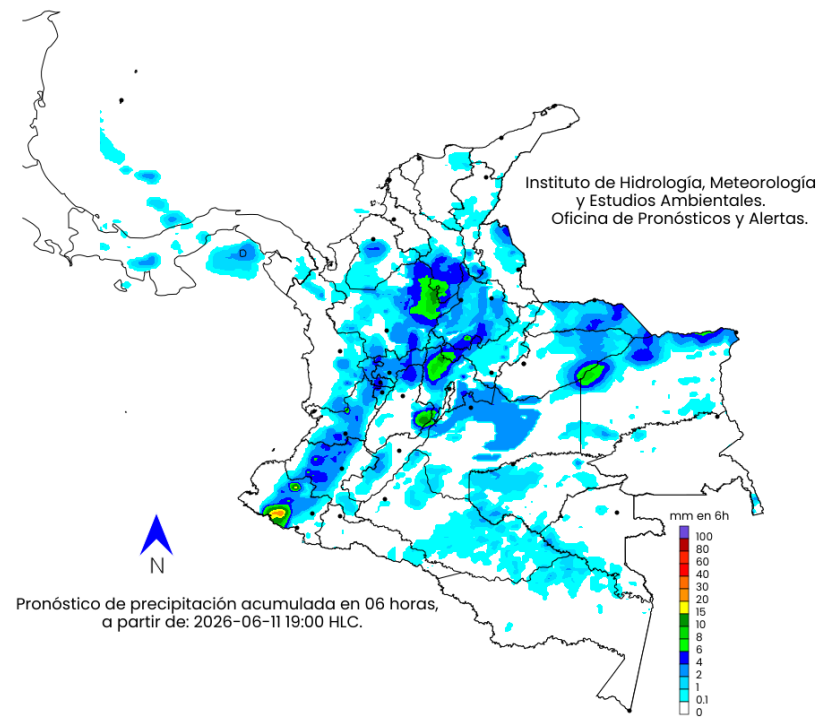 Instituto de Hidrología, Meteorología
y Estudios Ambientales.
Oficina de Pronósticos y Alertas.
mm en 6h
100
80
60
40
30
20
15
10
8
6
4
2
1
0.1
0
N
Pronóstico de precipitación acumulada en 06 horas,
a partir de: 2026-06-11 19:00 HLC.